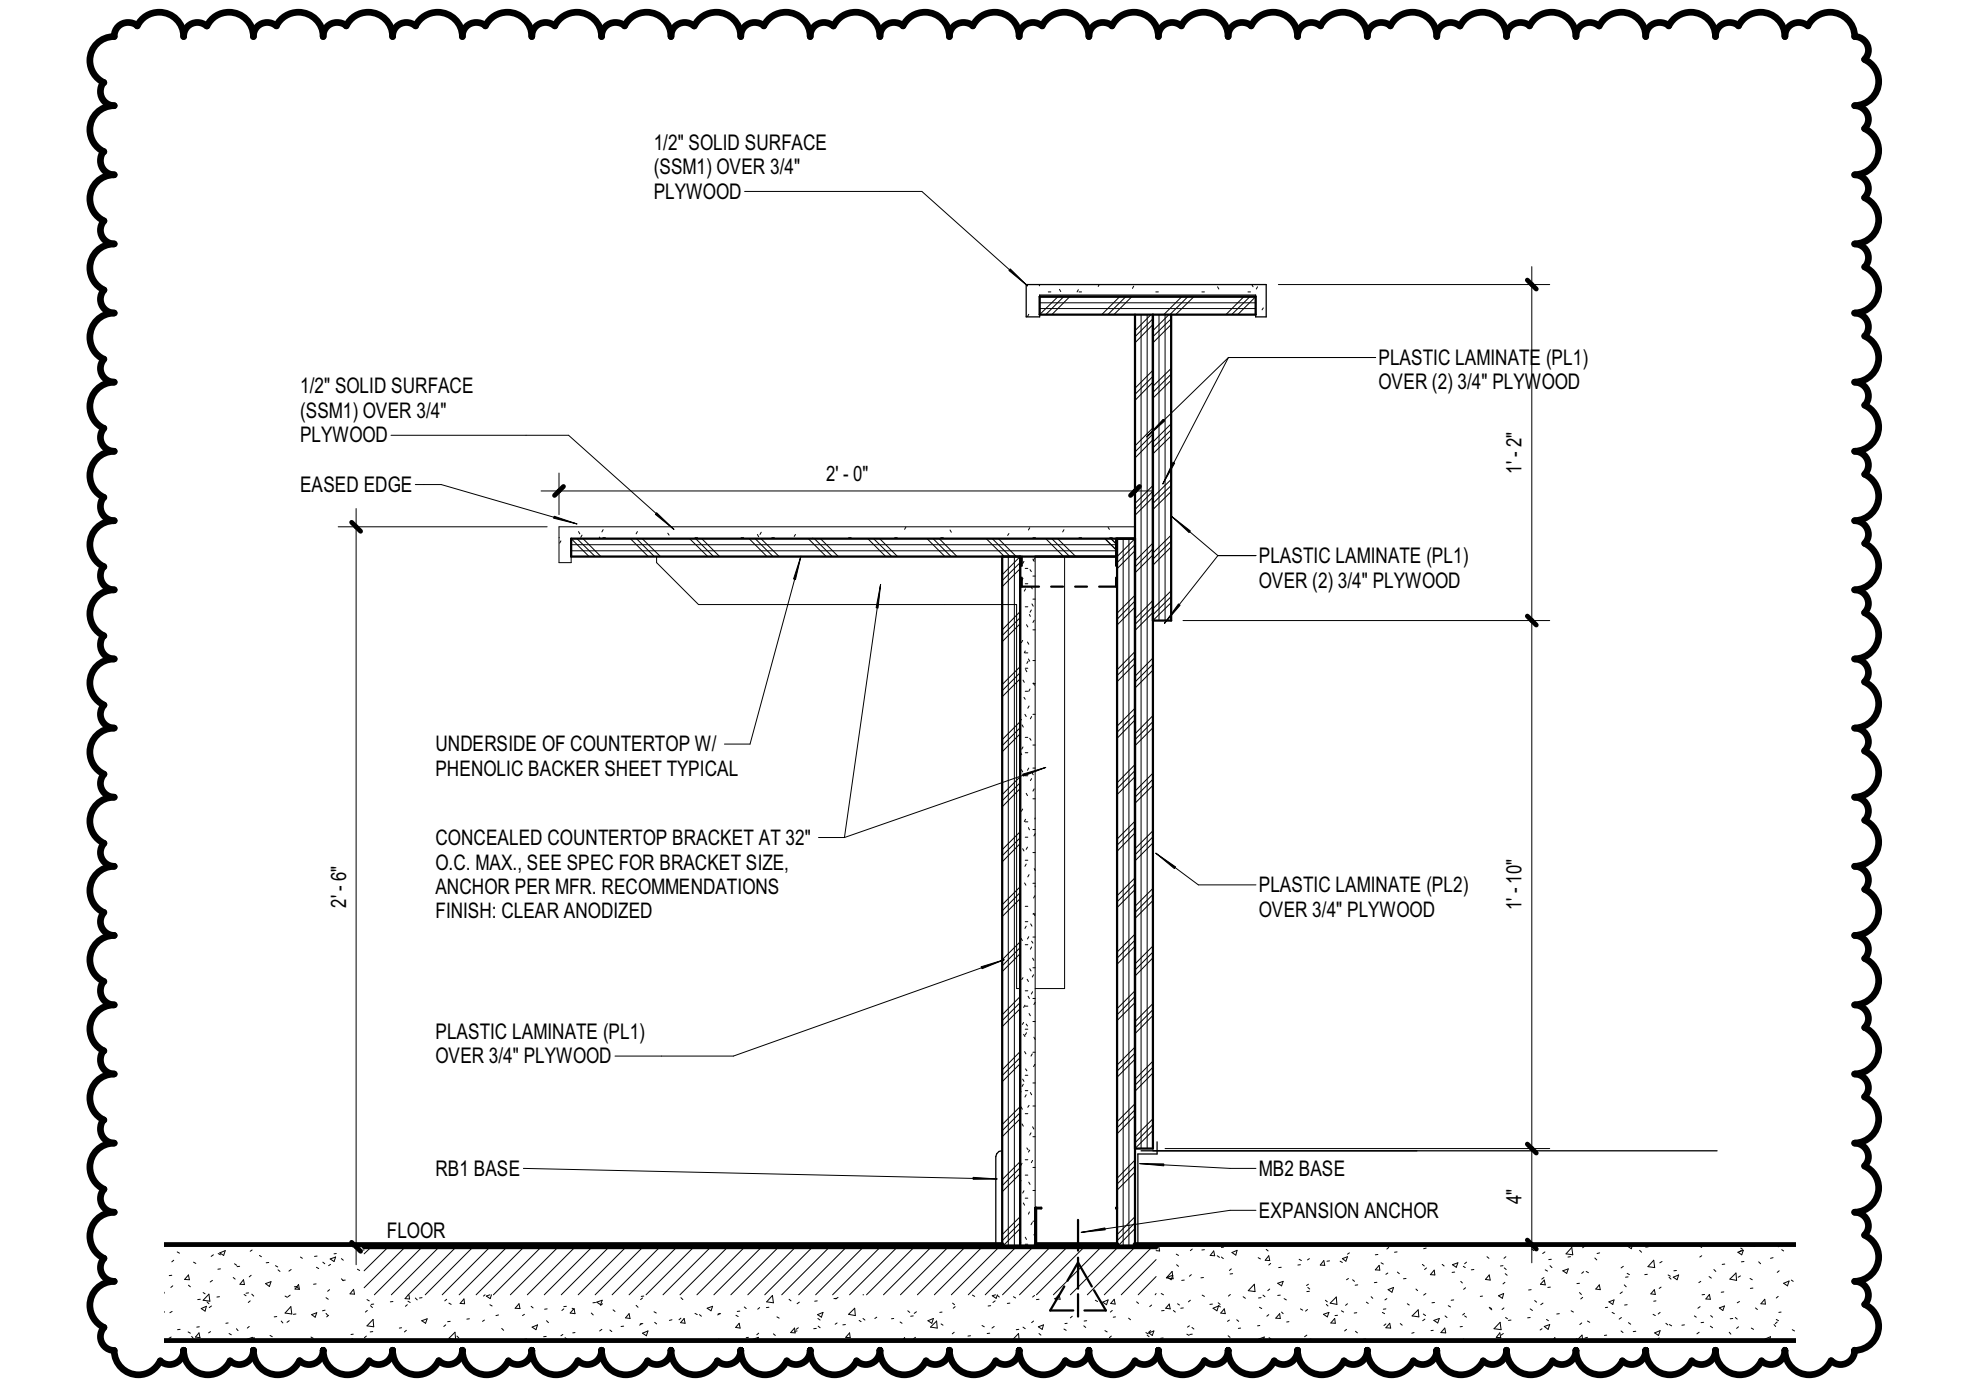 1/2" SOLID SURFACE
(SSM1) OVER 3/4"
PLYWOOD
PLASTIC LAMINATE (PL1)
OVER (2) 3/4" PLYWOOD
1/2" SOLID SURFACE
(SSM1) OVER 3/4"
PLYWOOD
1' - 2"
2' - 0"
EASED EDGE
PLASTIC LAMINATE (PL1)
OVER (2) 3/4" PLYWOOD
UNDERSIDE OF COUNTERTOP W/
PHENOLIC BACKER SHEET TYPICAL
CONCEALED COUNTERTOP BRACKET AT 32"
O.C. MAX., SEE SPEC FOR BRACKET SIZE,
ANCHOR PER MFR. RECOMMENDATIONS
FINISH: CLEAR ANODIZED
2' - 6"
PLASTIC LAMINATE (PL2)
OVER 3/4" PLYWOOD
1' - 10"
PLASTIC LAMINATE (PL1)
OVER 3/4" PLYWOOD
RB1 BASE
MB2 BASE
4"
EXPANSION ANCHOR
FLOOR